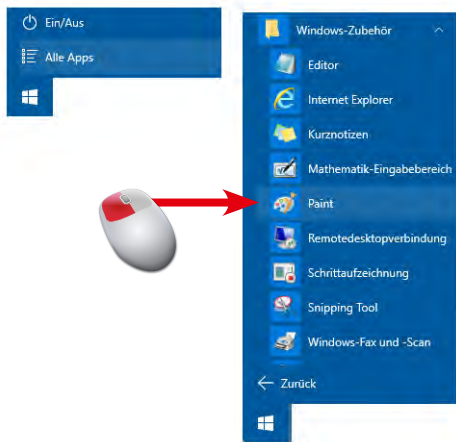 Ein/Aus
Alle Apps
Windows-Zubehör
Editor
Internet Explorer
Kurznotizen
Mathematik-Eingabebereich
Paint
Remotedesktopverbindung
Schrittaufzeichnung
Snipping Tool
Windows-Fax und -Scan
Zurück